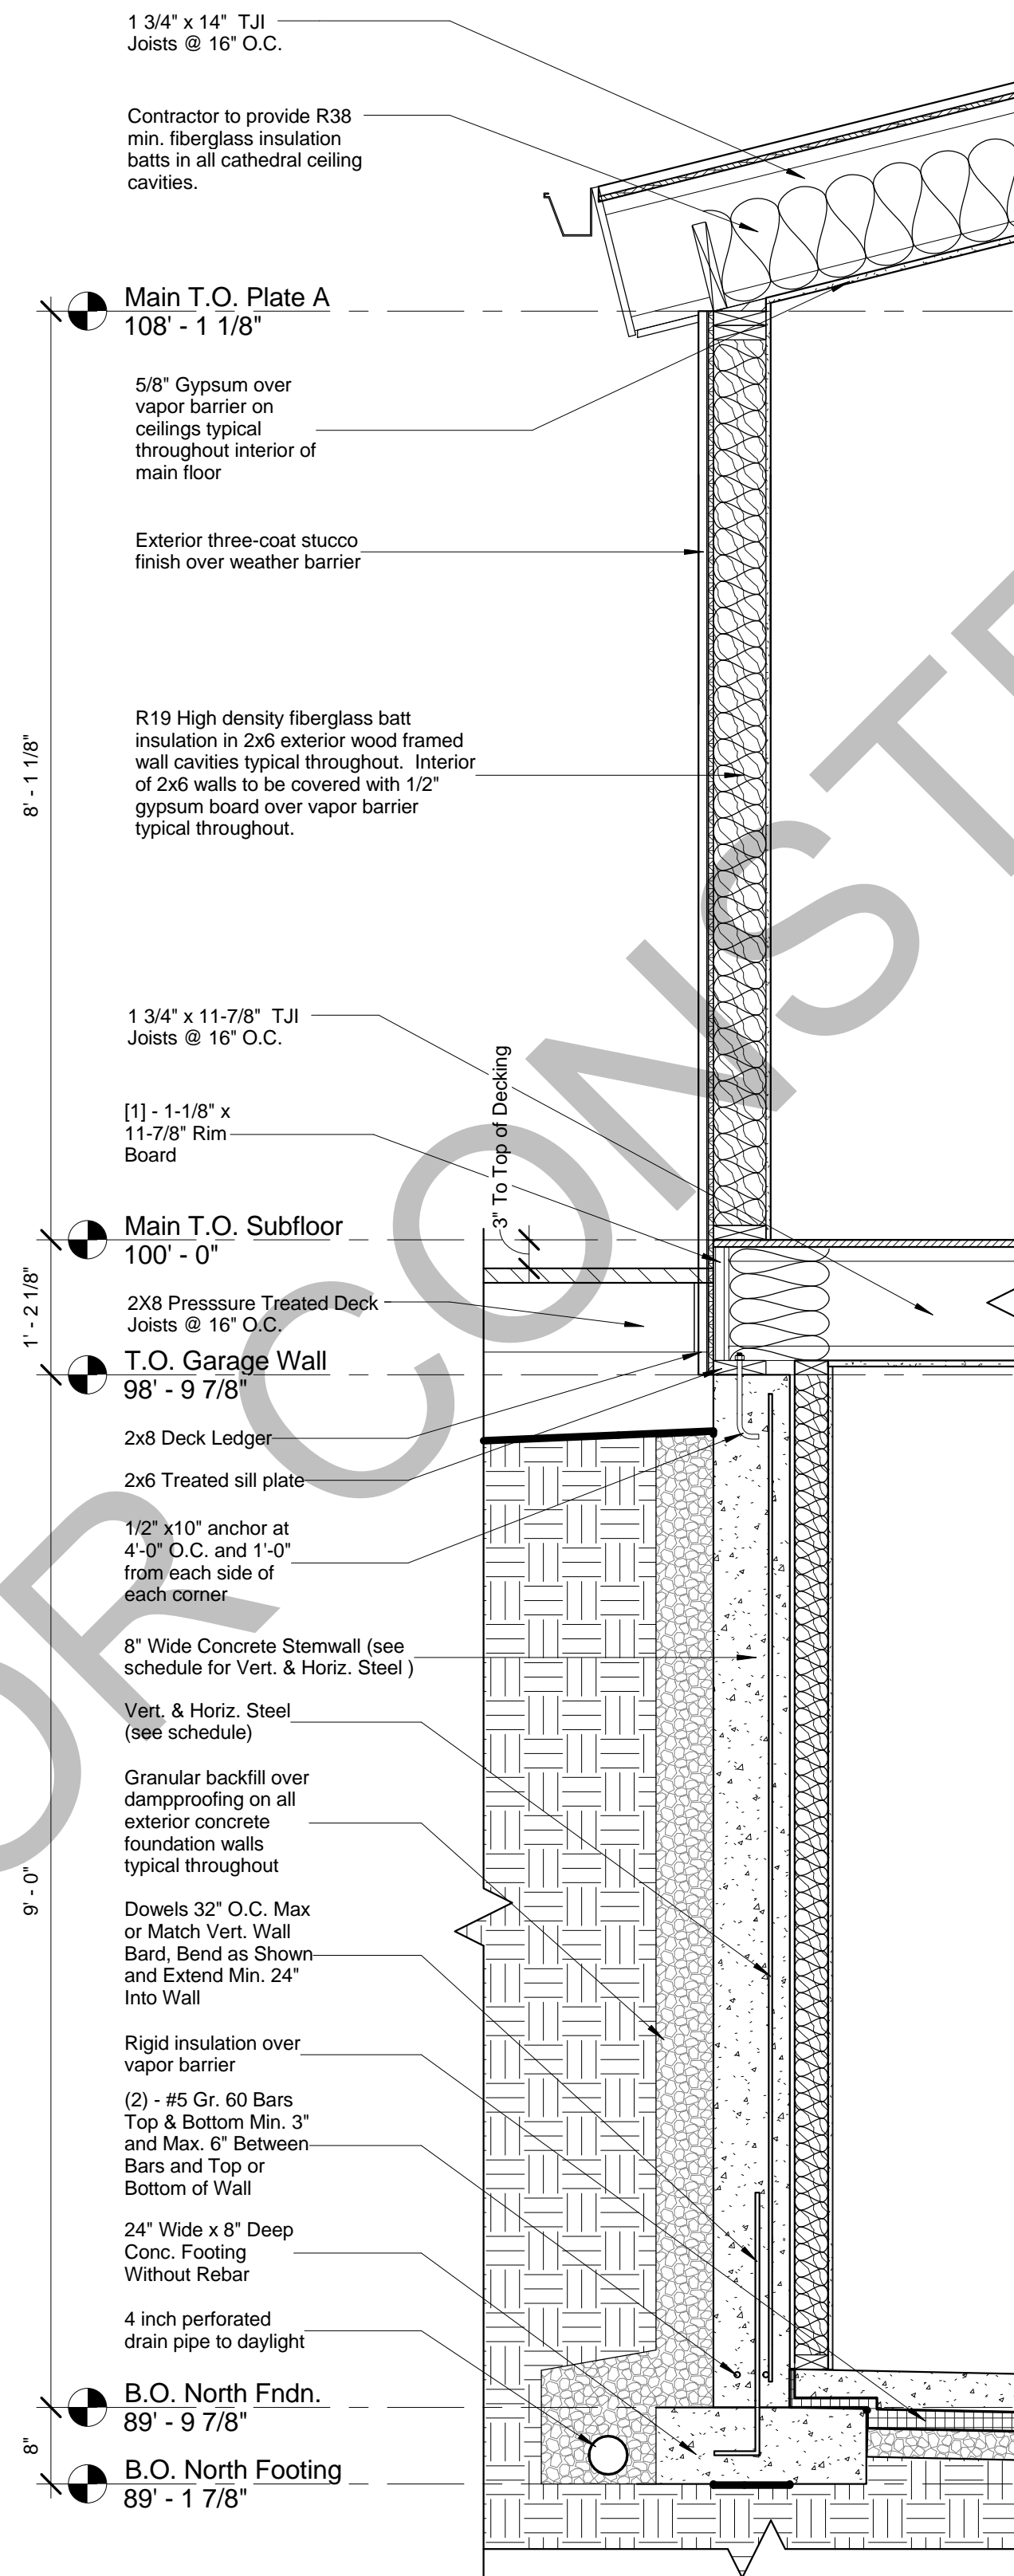 1 3/4" x 14"  TJI
Joists @ 16" O.C.
Contractor to provide R38
min. fiberglass insulation
batts in all cathedral ceiling
cavities.
Main T.O. Plate A
108' - 1 1/8"
5/8" Gypsum over
vapor barrier on
ceilings typical
throughout interior of
main floor
Exterior three-coat stucco
finish over weather barrier
R19 High density fiberglass batt
insulation in 2x6 exterior wood framed
wall cavities typical throughout.  Interior
of 2x6 walls to be covered with 1/2"
gypsum board over vapor barrier
typical throughout.
8' - 1 1/8"
1 3/4" x 11-7/8"  TJI
Joists @ 16" O.C.
[1] - 1-1/8" x
11-7/8" Rim
Board
3" To Top of Decking
Main T.O. Subfloor
100' - 0"
1' - 2 1/8"
2X8 Presssure Treated Deck
Joists @ 16" O.C.
T.O. Garage Wall
98' - 9 7/8"
2x8 Deck Ledger
2x6 Treated sill plate
1/2" x10" anchor at
4'-0" O.C. and 1'-0"
from each side of
each corner
8" Wide Concrete Stemwall (see
schedule for Vert. & Horiz. Steel )
Vert. & Horiz. Steel
(see schedule)
Granular backfill over
dampproofing on all
exterior concrete
foundation walls
typical throughout
9' - 0"
Dowels 32" O.C. Max
or Match Vert. Wall
Bard, Bend as Shown
and Extend Min. 24"
Into Wall
Rigid insulation over
vapor barrier
(2) - #5 Gr. 60 Bars
Top & Bottom Min. 3"
and Max. 6" Between
Bars and Top or
Bottom of Wall
24" Wide x 8" Deep
Conc. Footing
Without Rebar
4 inch perforated
drain pipe to daylight
B.O. North Fndn.
89' - 9 7/8"
8"
B.O. North Footing
89' - 1 7/8"
OR CONST